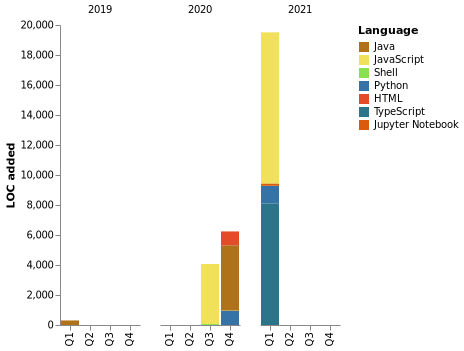 2019 2020 2021
Language
Java
JavaScript
Shell
Python
HTML
TypeScript
Jupyter Notebook
LOC added
20,000
18,000
16,000
14,000
12,000
10,000
8,000
6,000
4,000
2,000
0
Q1 Q2 Q3 Q4 Q1 Q2 Q3 Q4 Q1 Q2 Q3 Q4